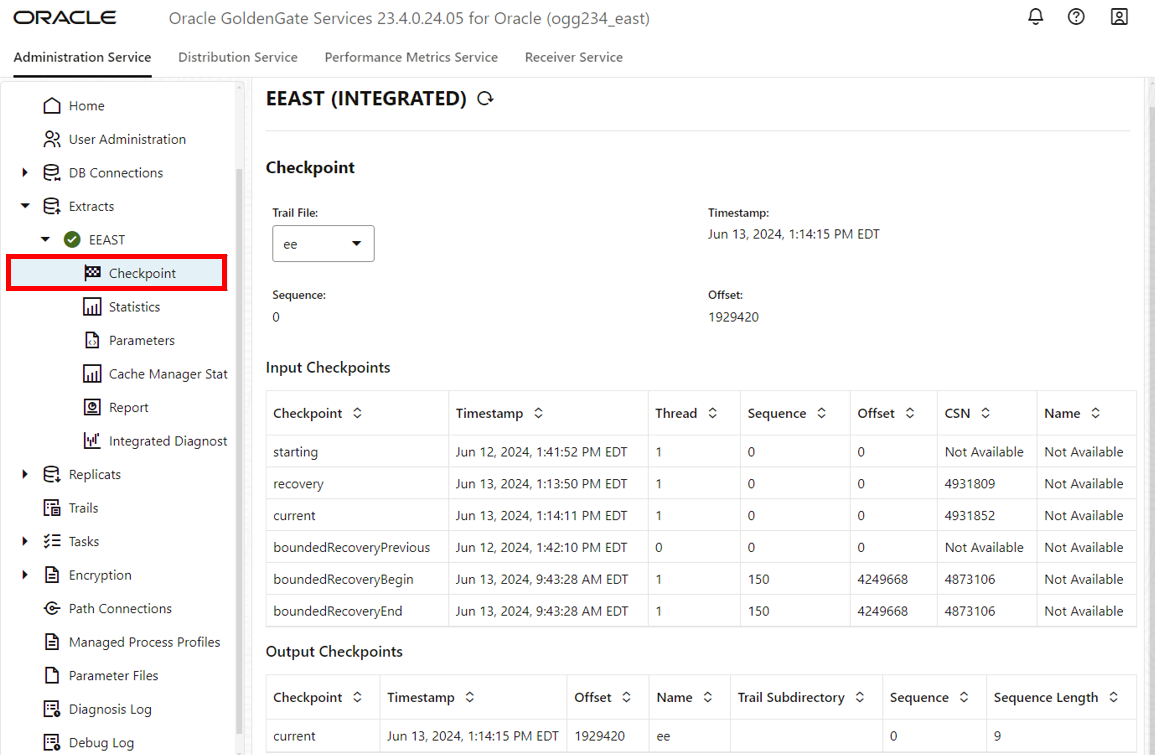 ORACLE Oracle GoldenGate Services 23.4.0.24.05 for Oracle (ogg234_east)
Administration Service Distribution Service Performance Metrics Service Receiver Service
Home
User Administration
DB Connections
Extracts
EEAST
Checkpoint
Statistics
Parameters
Cache Manager Stat
Report
Integrated Diagnost
Replicats
Trails
Tasks
Encryption
Path Connections
Managed Process Profiles
Parameter Files
Diagnosis Log
Debug Log
EEAST (INTEGRATED)
Checkpoint
Trail File: Timestamp:
ee Jun 13, 2024, 1:14:15 PM EDT
Sequence: Offset:
0 1929420
Input Checkpoints
Checkpoint Timestamp Thread Sequence Offset CSN Name
starting Jun 12, 2024, 1:41:52 PM EDT 1 0 0 Not Available Not Available
recovery Jun 13, 2024, 1:13:50 PM EDT 1 0 0 4931809 Not Available
current Jun 13, 2024, 1:14:11 PM EDT 1 0 0 4931852 Not Available
boundedRecoveryPrevious Jun 12, 2024, 1:42:10 PM EDT 0 0 0 Not Available Not Available
boundedRecoveryBegin Jun 13, 2024, 9:43:28 AM EDT 1 150 4249668 4873106 Not Available
boundedRecoveryEnd Jun 13, 2024, 9:43:28 AM EDT 1 150 4249668 4873106 Not Available
Output Checkpoints
Checkpoint Timestamp Offset Name Trail Subdirectory Sequence Sequence Length
current Jun 13, 2024, 1:14:15 PM EDT 1929420 ee 0 9